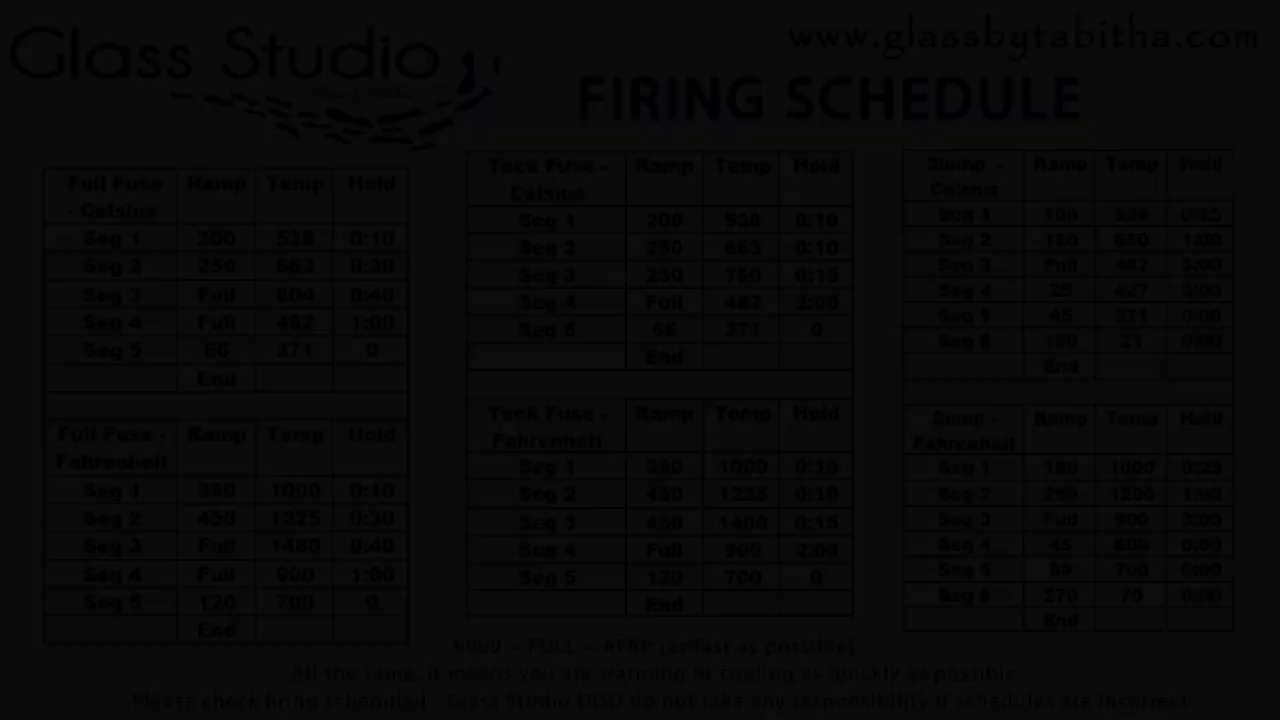 Glass Studio
www.glassbytabitha.com
FIRING SCHEDULE
Full Fuse Ramp Temp Hold
- Celsius
Seg 1 200 538 0:10
Seg 2 250 663 0:30
Seg 3 Full 804 0:40
Seg 4 Full 482 1:00
Seg 5 66 371 0
End
Full Fuse - Ramp Temp Hold
Fahrenheit
Seg 1 360 1000 0:10
Seg 2 450 1225 0:30
Seg 3 Full 1480 0:40
Seg 4 Full 900 1:00
Seg 5 120 700 0
End
Tack Fuse - Ramp Temp Hold
Celsius
Seg 1 200 538 0:10
Seg 2 250 663 0:10
Seg 3 250 760 0:15
Seg 4 Full 482 2:00
Seg 5 66 371 0
End
Tack Fuse - Ramp Temp Hold
Fahrenheit
Seg 1 360 1000 0:10
Seg 2 450 1225 0:10
Seg 3 450 1400 0:15
Seg 4 Full 900 2:00
Seg 5 120 700 0
End
Slump - Ramp Temp Hold
Celsius
Seg 1 100 538 0:25
Seg 2 650 1:00
Seg 3 Full 482 2:00
Seg 4 25 427 0:00
Seg 5 45 371 0:00
Seg 6 150 21 0:00
End
Slump - Ramp Temp Hold
Fahrenheit
Seg 1 180 1000 0:25
Seg 2 1200 1:00
Seg 3 Full 900 2:00
Seg 4 45 800 0:00
Seg 5 80 700 0:00
Seg 6 270 70 0:00
End
9999 = FULL = AFAP (as fast as possible)
All the same, it means you are warming or cooling as quickly as possible
Please check firing scheduled - Glass Studio DOO do not take any responsibility if schedules are incorrect